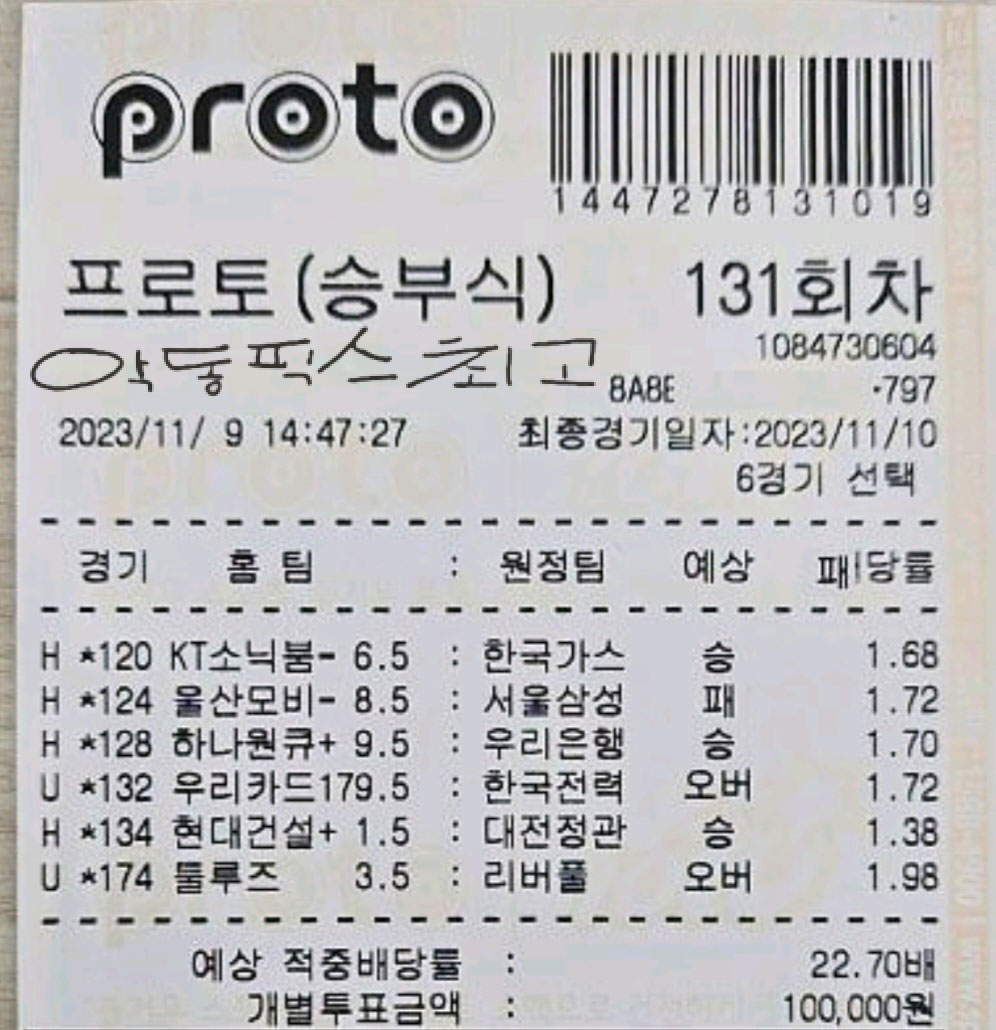 proto
14472781 31019
프로토(승부식) 131회차
1084730604
악동픽스최고
8A8E -797
2023/11/ 9 14:47:27 최종경기일자:2023/11/10
6경기 선택
경기 홈 팀 : 원정팀 예상 패당률
H *120 KT소닉붐- 6.5 : 한국가스 승 1.68
H *124 울산모비- 8.5 : 서울삼성 패 1.72
H *128 하나원큐+ 9.5 : 우리은행 승 1.70
U *132 우리카드179.5 : 한국전력 오버 1.72
H *134 현대건설+ 1.5 : 대전정관 승 1.38
U *174 툴루즈 3.5 : 리버풀 오버 1.98
예상 적중배당률 : 22.70배
개별투표금액 : 100,000원